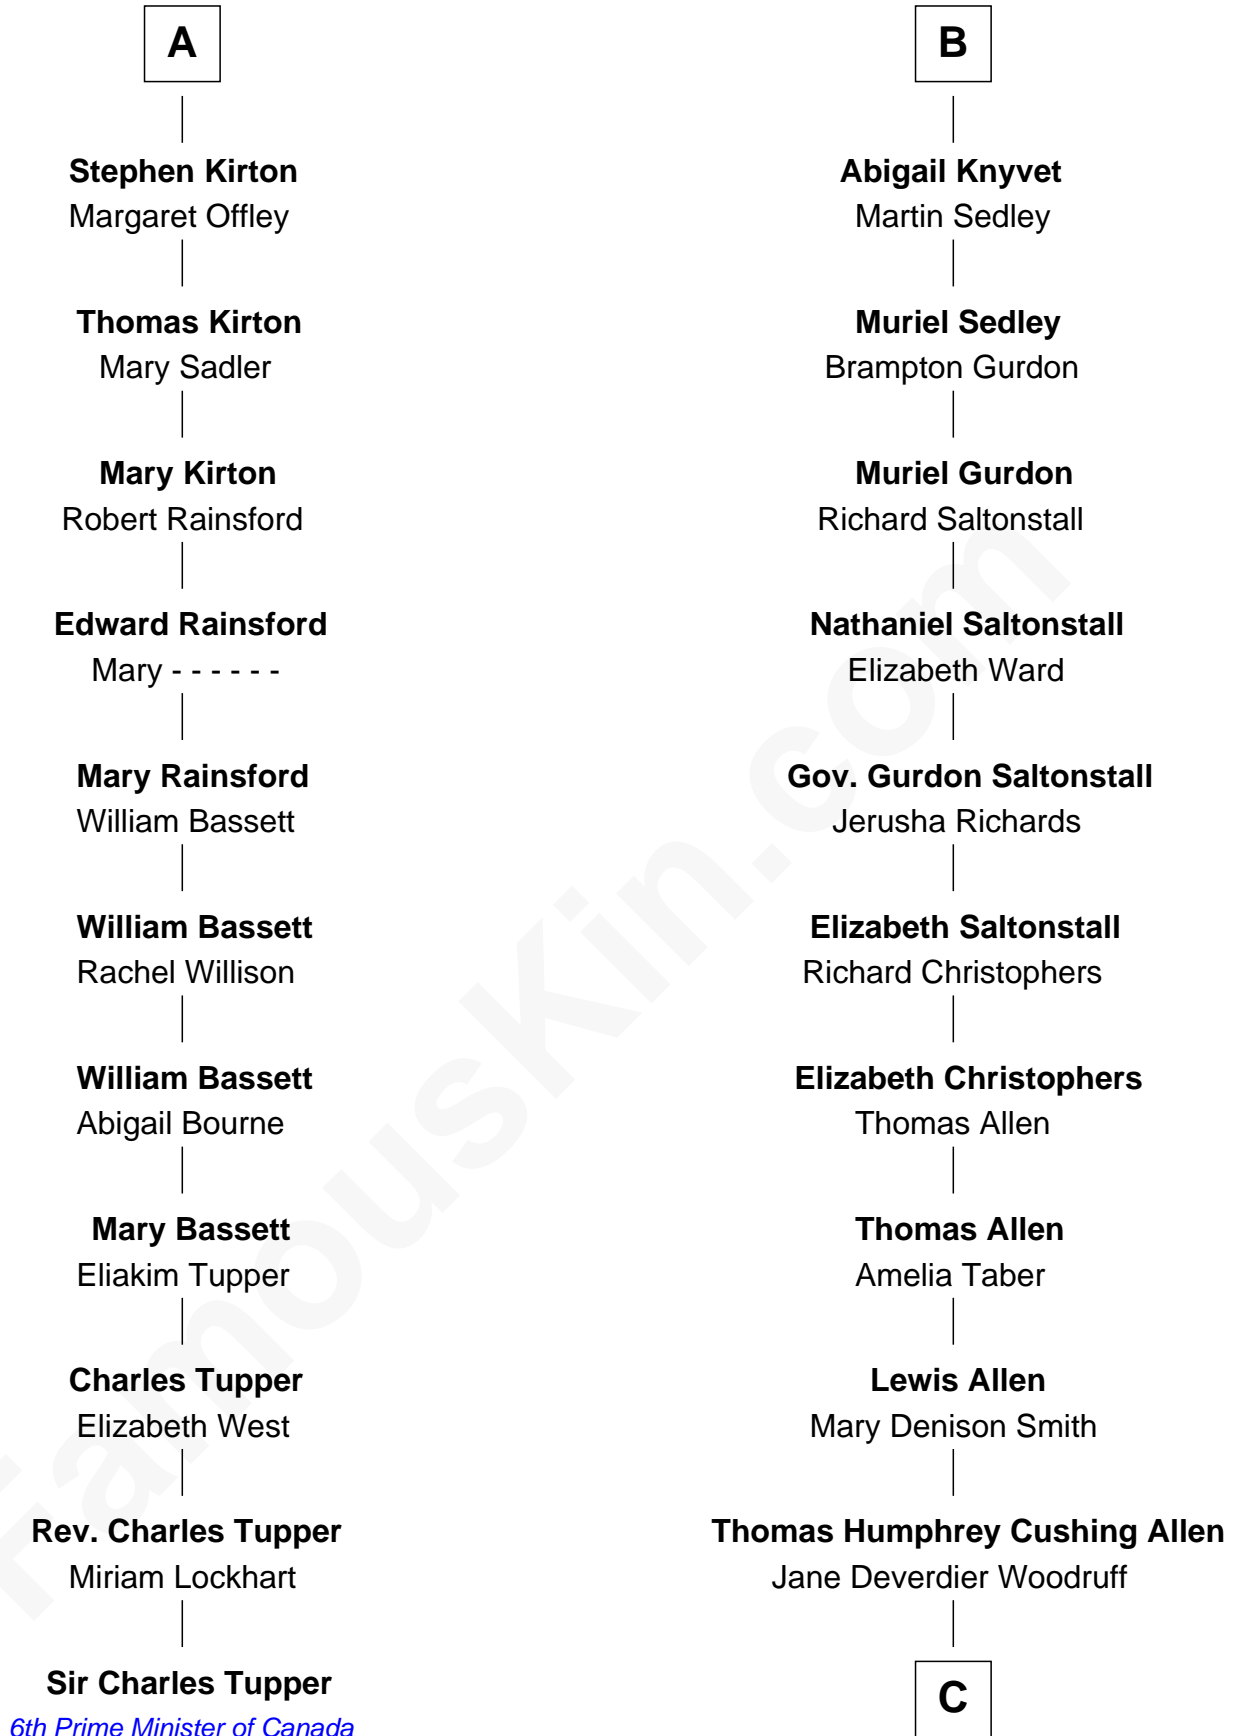 A
Stephen Kirton
Margaret Offley
Thomas Kirton
Mary Sadler
Mary Kirton
Robert Rainsford
Edward Rainsford
Mary - - - - - -
Mary Rainsford
William Bassett
William Bassett
Rachel Willison
William Bassett
Abigail Bourne
Mary Bassett
Eliakim Tupper
Charles Tupper
Elizabeth West
Rev. Charles Tupper
Miriam Lockhart
Sir Charles Tupper
6th Prime Minister of Canada
B
Abigail Knyvet
Martin Sedley
Muriel Sedley
Brampton Gurdon
Muriel Gurdon
Richard Saltonstall
Nathaniel Saltonstall
Elizabeth Ward
Gov. Gurdon Saltonstall
Jerusha Richards
Elizabeth Saltonstall
Richard Christophers
Elizabeth Christophers
Thomas Allen
Thomas Allen
Amelia Taber
Lewis Allen
Mary Denison Smith
Thomas Humphrey Cushing Allen
Jane Deverdier Woodruff
C
FamousKin.com